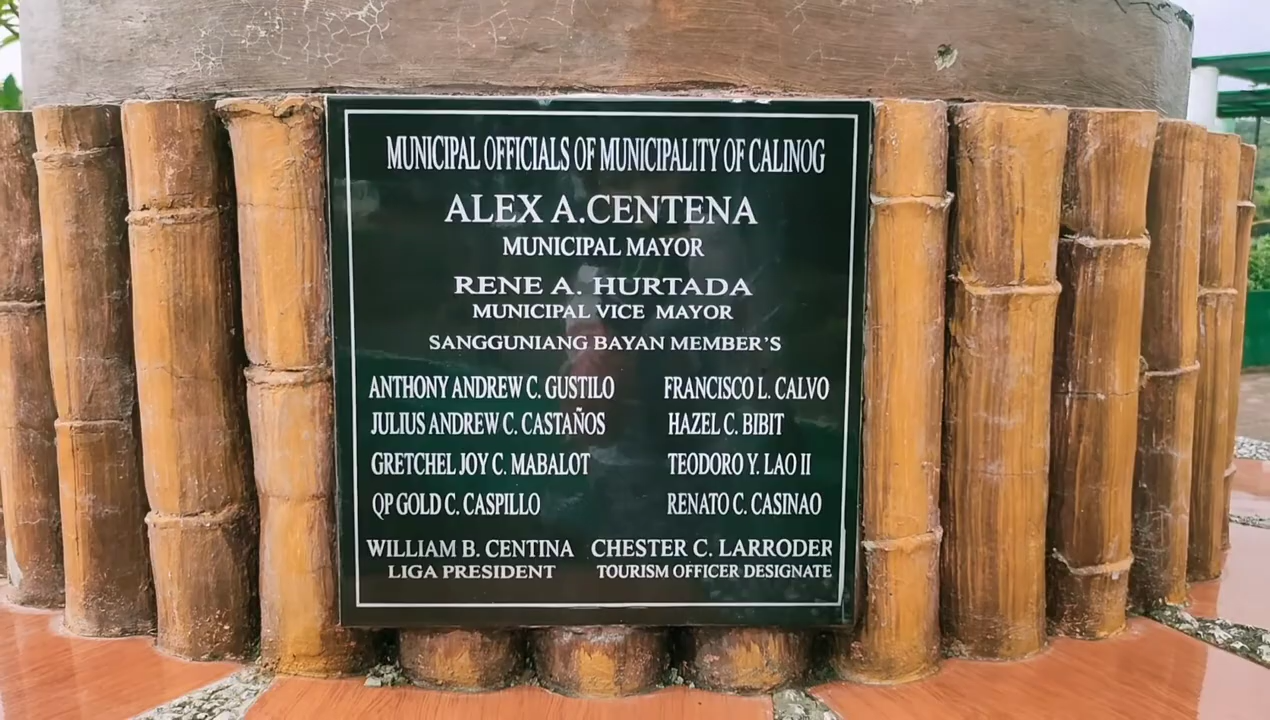 MUNICIPAL OFFICIALS OF MUNICIPALITY OF CALINOG
ALEX A.CENTENA
MUNICIPAL MAYOR
RENE A. HURTADA
MUNICIPAL VICE MAYOR
SANGGUNIANG BAYAN MEMBER'S
ANTHONY ANDREW C. GUSTILO FRANCISCO L. CALVO
JULIUS ANDREW C. CASTAÑOS HAZEL C. BIBIT
GRETCHEL JOY C. MABALOT TEODORO Y. LAO II
QP GOLD C. CASPILLO RENATO C. CASINAO
WILLIAM B. CENTINA CHESTER C. LARRODER
LIGA PRESIDENT TOURISM OFFICER DESIGNATE